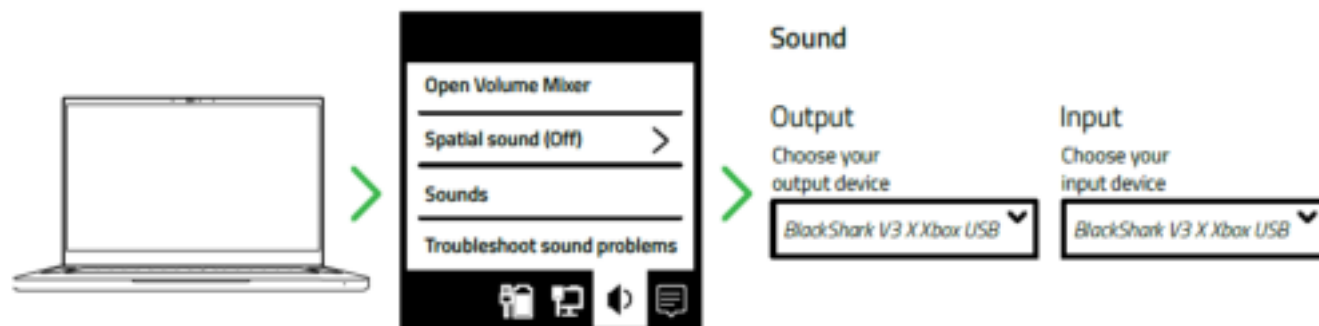 Open Volume Mixer
Spatial sound (Off)
Sounds
Troubleshoot sound problems
Sound
Output
Choose your
output device
BlackShark V3 X Xbox USB
Input
Choose your
input device
BlackShark V3 X Xbox USB